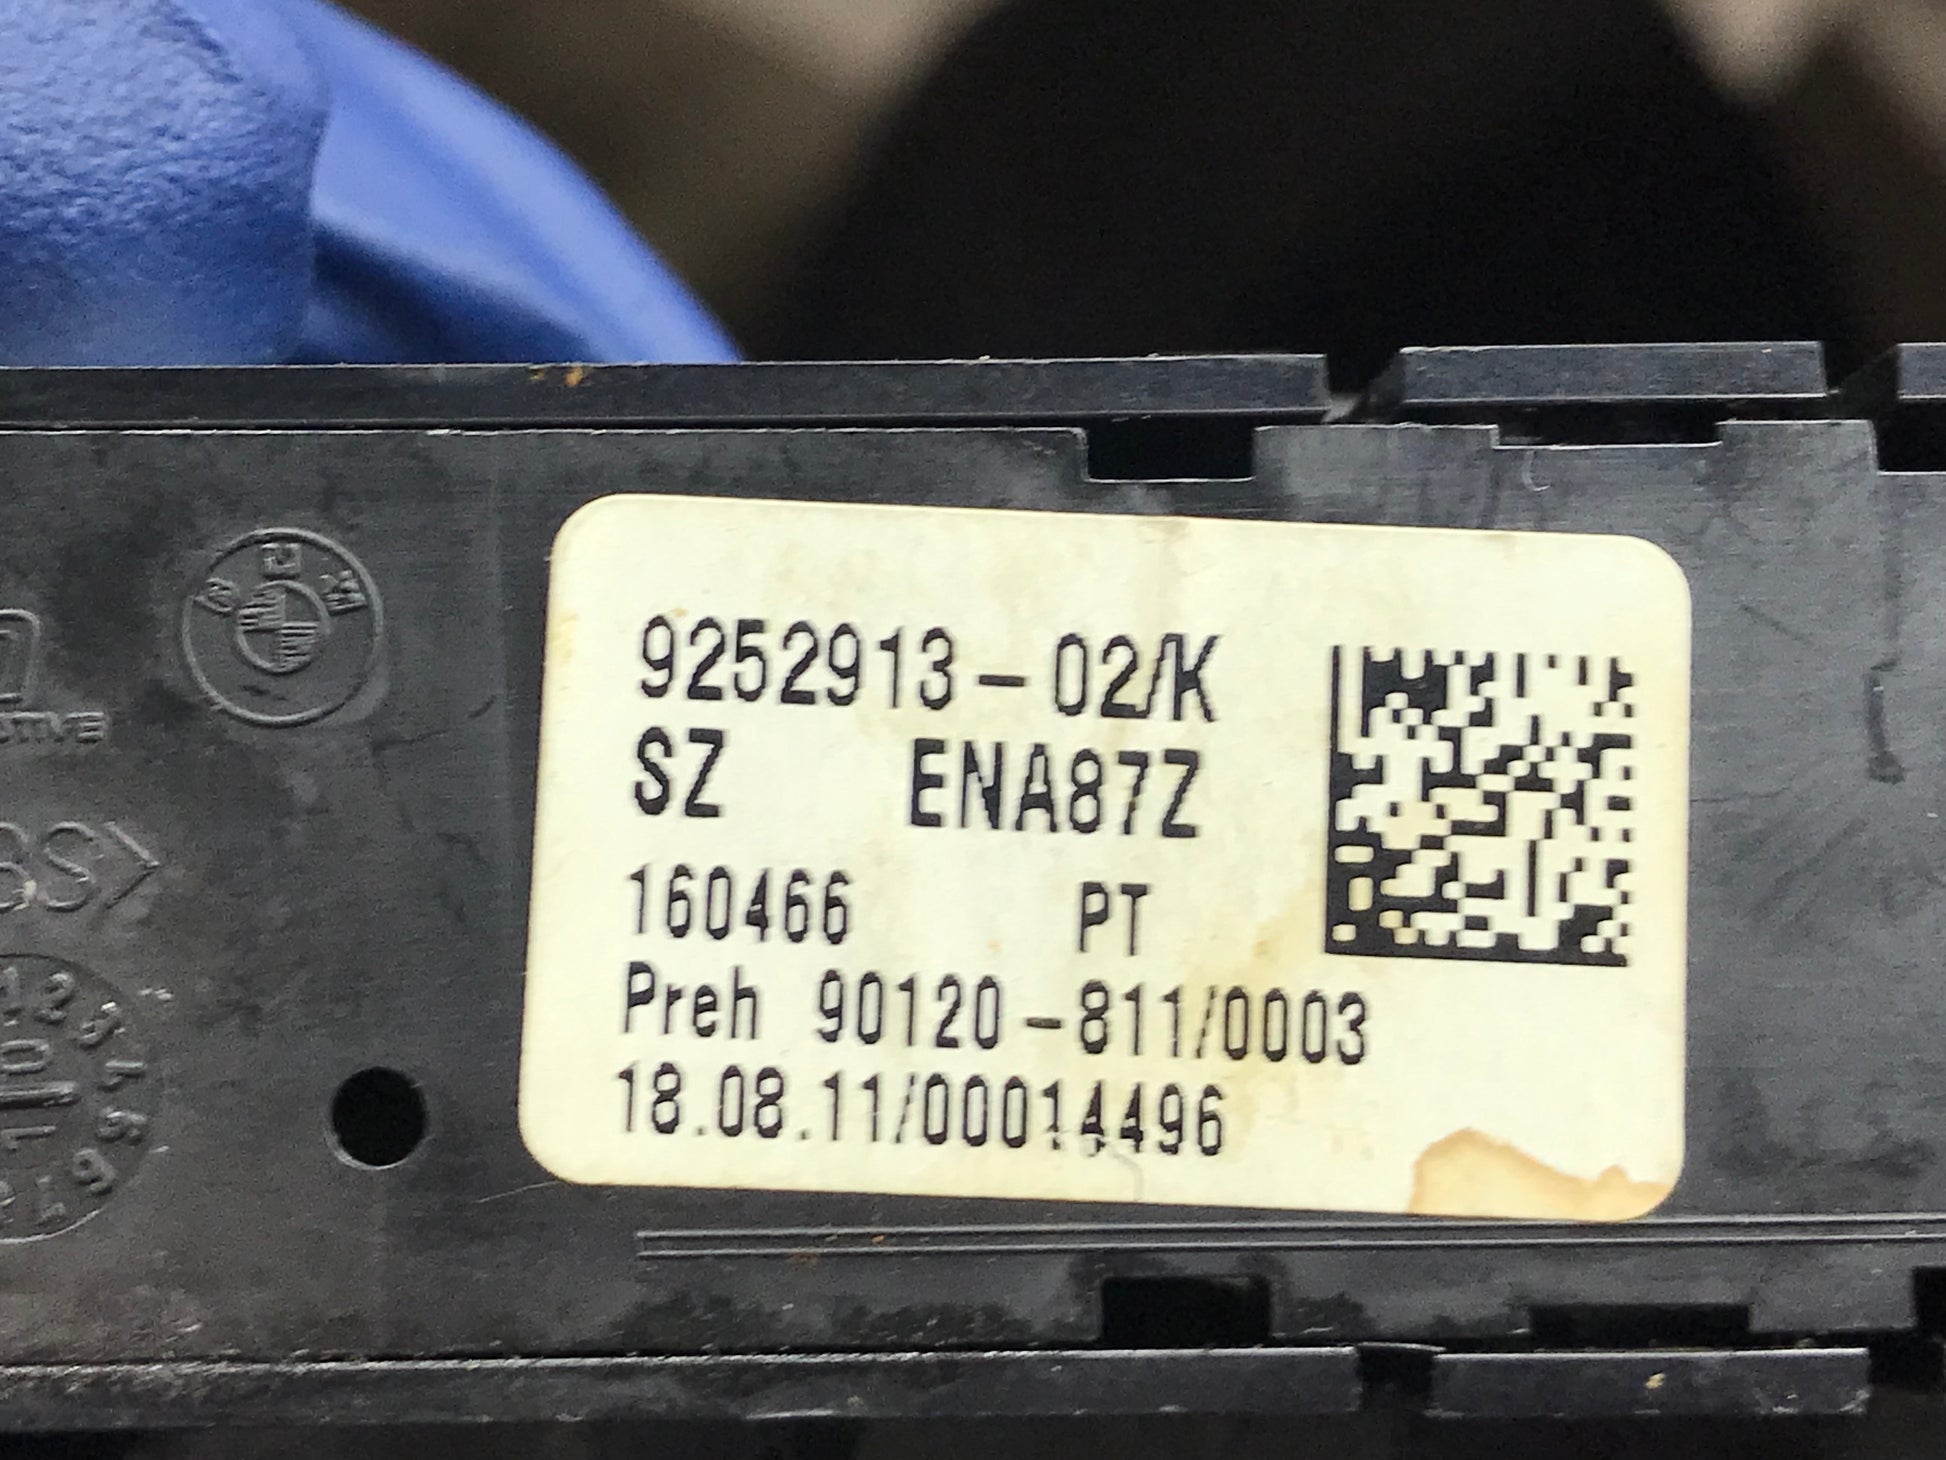 9252913-02/K
SZ ENA87Z
160466 PT
Preh 90120-811/0003
18.08.11/00014496